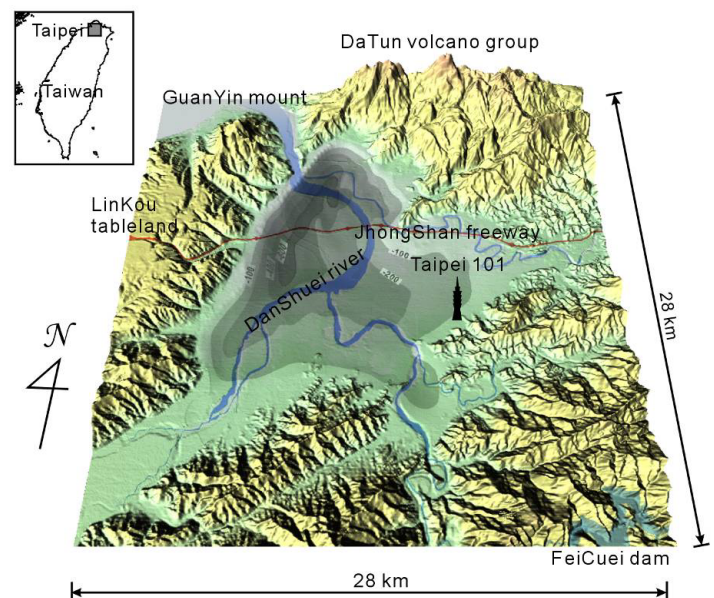 Taipei
Taiwan
DaTun volcano group
GuanYin mount
LinKou
tableland
JhongShan freeway
-100
Taipei 101
-200
-100
DanShuei river
N
28 km
FeiCuei dam
28 km